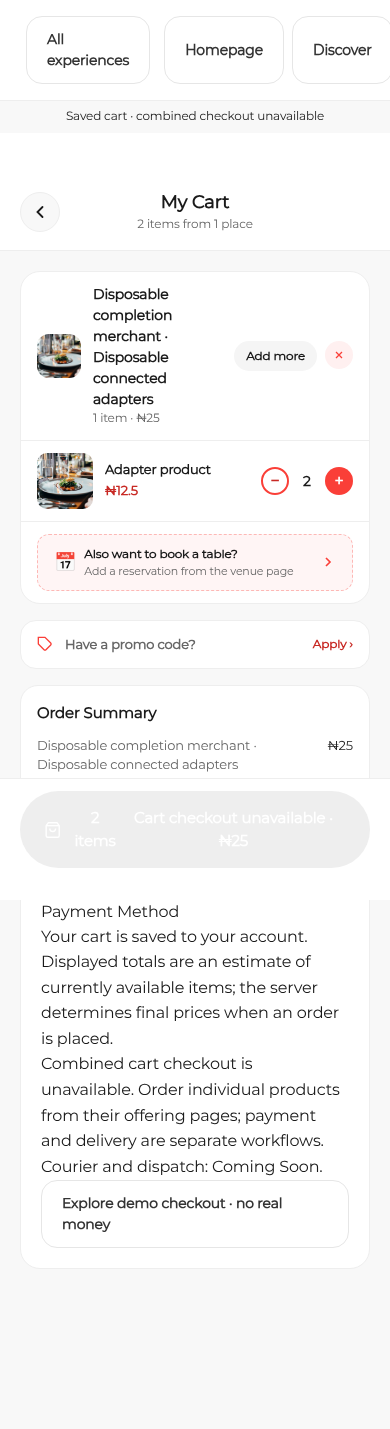 All
experiences
Homepage
Discover
Saved cart · combined checkout unavailable
My Cart
2 items from 1 place
Disposable
completion
merchant ·
Disposable
connected
adapters
1 item · ₦25
Add more
×
Adapter product
₦12.5
−
2
+
July
17
Also want to book a table?
Add a reservation from the venue page
Have a promo code?
Apply ›
Order Summary
Disposable completion merchant ·
Disposable connected adapters
₦25
2
items
Cart checkout unavailable ·
₦25
Payment Method
Your cart is saved to your account.
Displayed totals are an estimate of
currently available items; the server
determines final prices when an order
is placed.
Combined cart checkout is
unavailable. Order individual products
from their offering pages; payment
and delivery are separate workflows.
Courier and dispatch: Coming Soon.
Explore demo checkout · no real
money